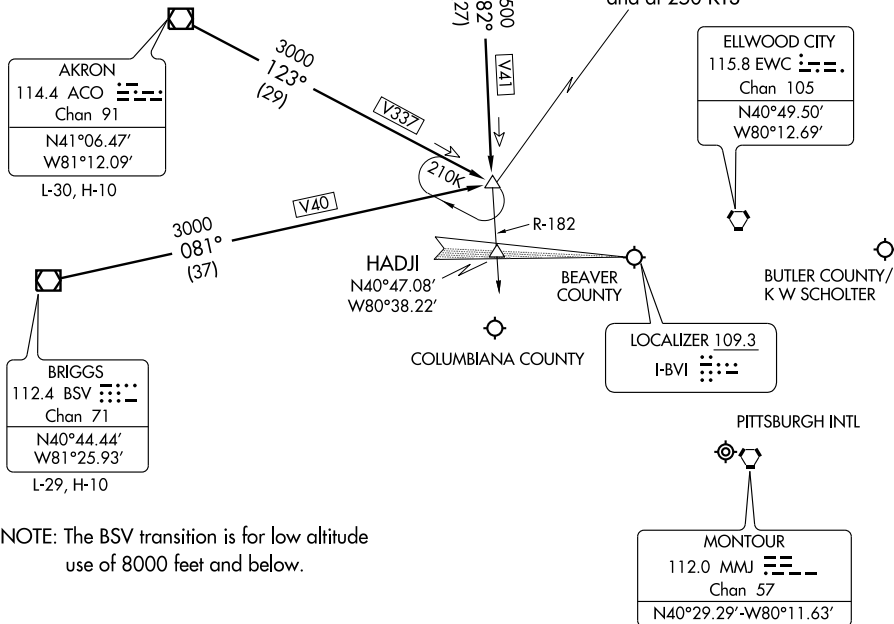 and at 250 KTS
500
82°
27)
V41
AKRON
114.4 ACO
Chan 91
N41°06.47′
W81°12.09′
L-30, H-10
3000
123°
(29)
V337
210K
ELLWOOD CITY
115.8 EWC
Chan 105
N40°49.50′
W80°12.69′
3000
081°
(37)
V40
R-182
HADJI
N40°47.08′
W80°38.22′
BEAVER
COUNTY
BUTLER COUNTY/
K W SCHOLTER
COLUMBIANA COUNTY
LOCALIZER 109.3
I-BVI
BRIGGS
112.4 BSV
Chan 71
N40°44.44′
W81°25.93′
L-29, H-10
PITTSBURGH INTL
MONTOUR
112.0 MMJ
Chan 57
N40°29.29′-W80°11.63′
NOTE: The BSV transition is for low altitude
use of 8000 feet and below.